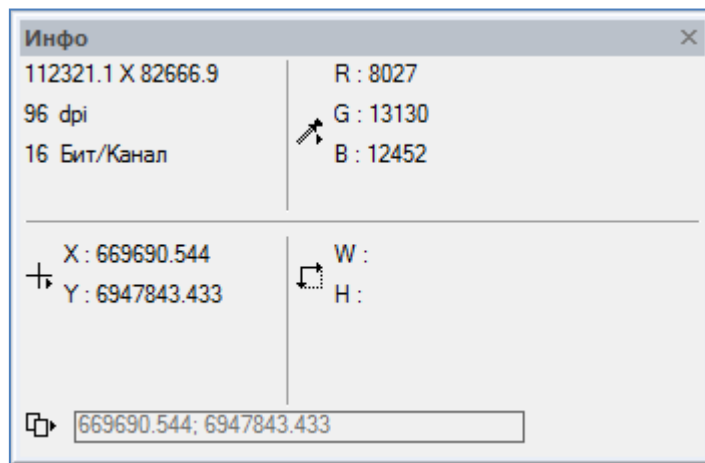 Инфо
112321.1 X 82666.9
96 dpi
16 Бит/Канал
R : 8027
G : 13130
B : 12452
X : 669690.544
Y : 6947843.433
W :
H :
669690.544; 6947843.433